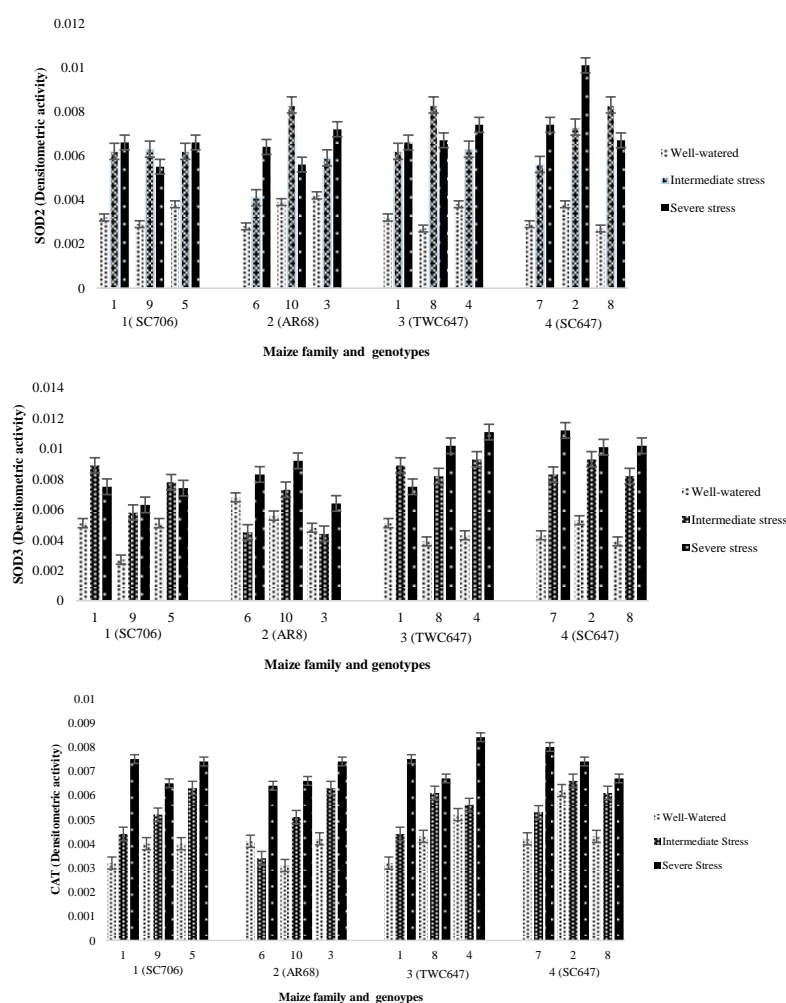 0.012
0.01
0.008
0.006
0.004
0.002
0
SOD2 (Densitometric activity)
1 9 5 6 10 3 1 8 4 7 2 8
1( SC706) 2 (AR68) 3 (TWC647) 4 (SC647)
Maize family and genotypes
Well-watered
Intermediate stress
Severe stress
0.014
0.012
0.01
0.008
0.006
0.004
0.002
0
SOD3 (Densitometric activity)
1 9 5 6 10 3 1 8 4 7 2 8
1 (SC706) 2 (AR8) 3 (TWC647) 4 (SC647)
Maize family and genotypes
Well-watered
Intermediate stress
Severe stress
0.01
0.009
0.008
0.007
0.006
0.005
0.004
0.003
0.002
0.001
0
CAT (Densitometric activity)
1 9 5 6 10 3 1 8 4 7 2 8
1 (SC706) 2 (AR68) 3 (TWC647) 4 (SC647)
Maize family and genoypes
Well-Watered
Intermediate Stress
Severe Stress